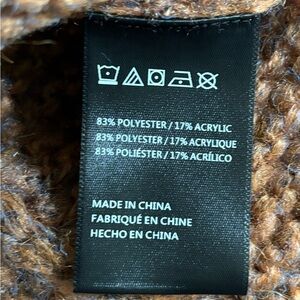 83% POLYESTER / 17% ACRYLIC
83% POLYESTER / 17% ACRYLIQUE
83% POLIÉSTER / 17% ACRÍLICO
MADE IN CHINA
FABRIQUÉ EN CHINE
HECHO EN CHINA